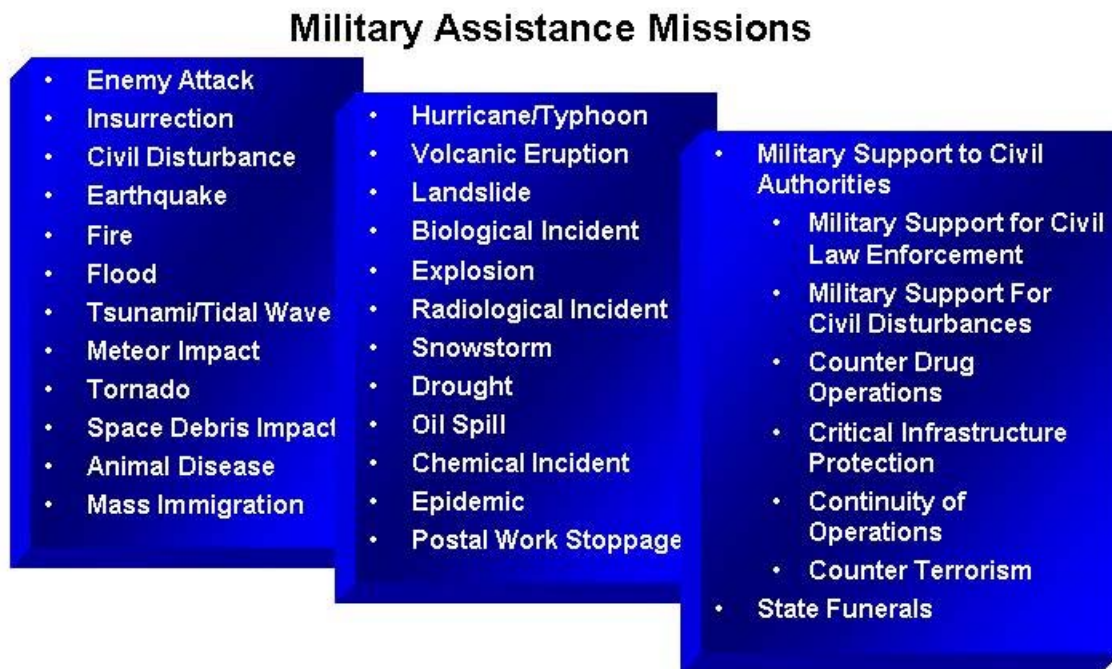 Military Assistance Missions
• Enemy Attack
• Insurrection
• Civil Disturbance
• Earthquake
• Fire
• Flood
• Tsunami/Tidal Wave
• Meteor Impact
• Tornado
• Space Debris Impact
• Animal Disease
• Mass Immigration
• Hurricane/Typhoon
• Volcanic Eruption
• Landslide
• Biological Incident
• Explosion
• Radiological Incident
• Snowstorm
• Drought
• Oil Spill
• Chemical Incident
• Epidemic
• Postal Work Stoppage
• Military Support to Civil
Authorities
• Military Support for Civil
Law Enforcement
• Military Support For
Civil Disturbances
• Counter Drug
Operations
• Critical Infrastructure
Protection
• Continuity of
Operations
• Counter Terrorism
• State Funerals